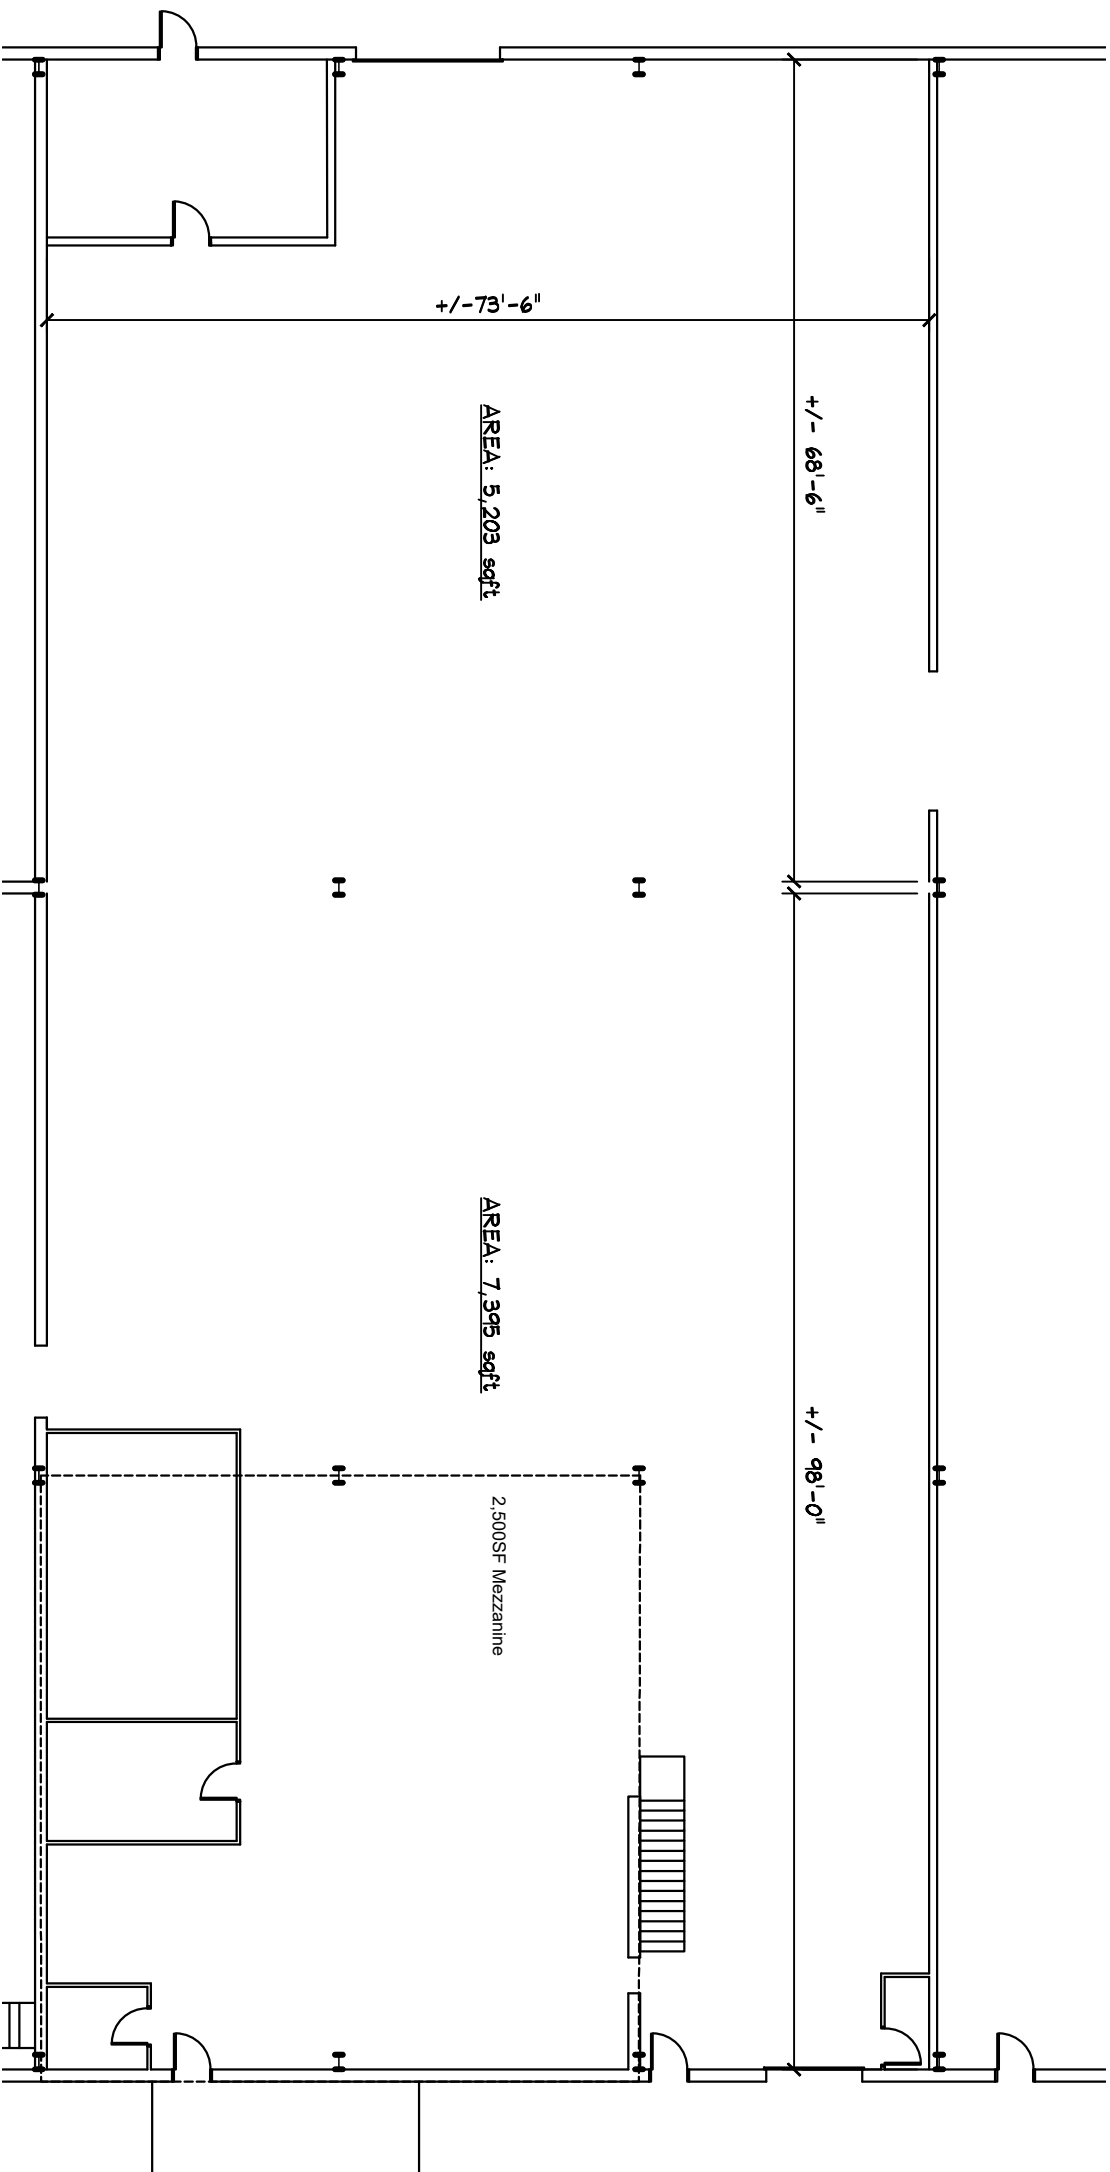 +/-73'-6"
+/- 68'-6"
AREA: 5,203 sqft
AREA: 7,395 sqft
+/- 98'-0"
2,500SF Mezzanine